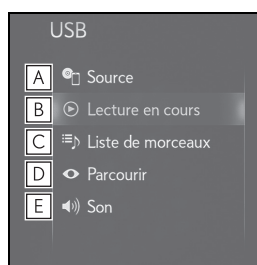 USB
A Source
B Lecture en cours
C Liste de morceaux
D Parcourir
E Son